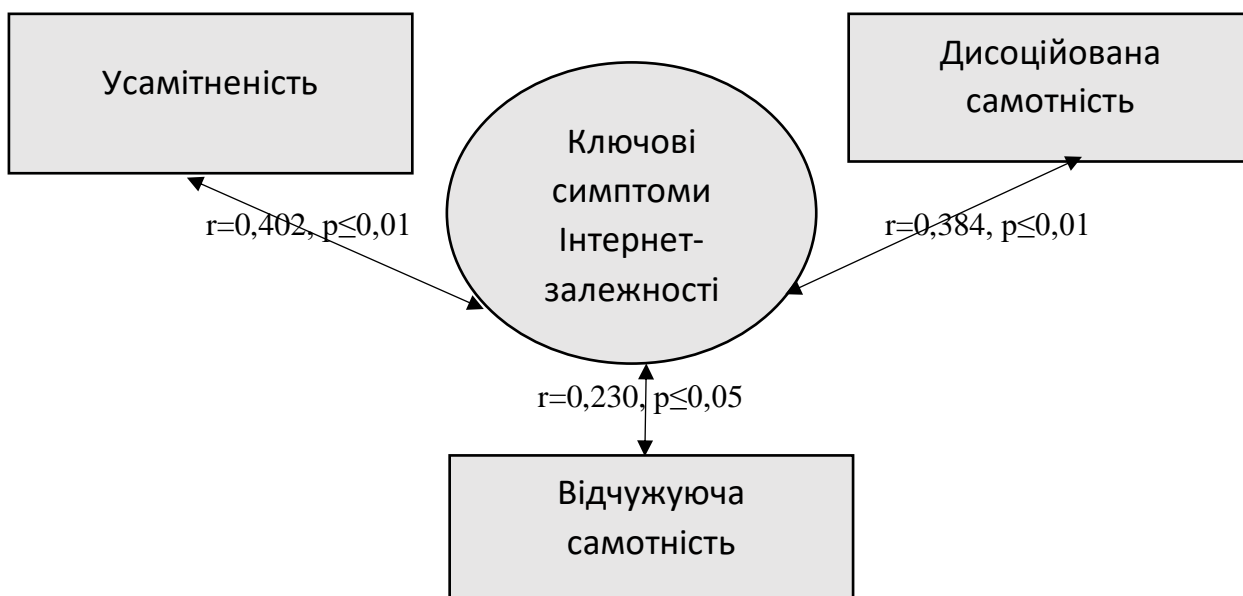 Усамітненість
Дисоційована
самотність
Ключові
симптоми
Інтернет-
залежності
r=0,402, p≤0,01
r=0,384, p≤0,01
r=0,230, p≤0,05
Відчужуюча
самотність